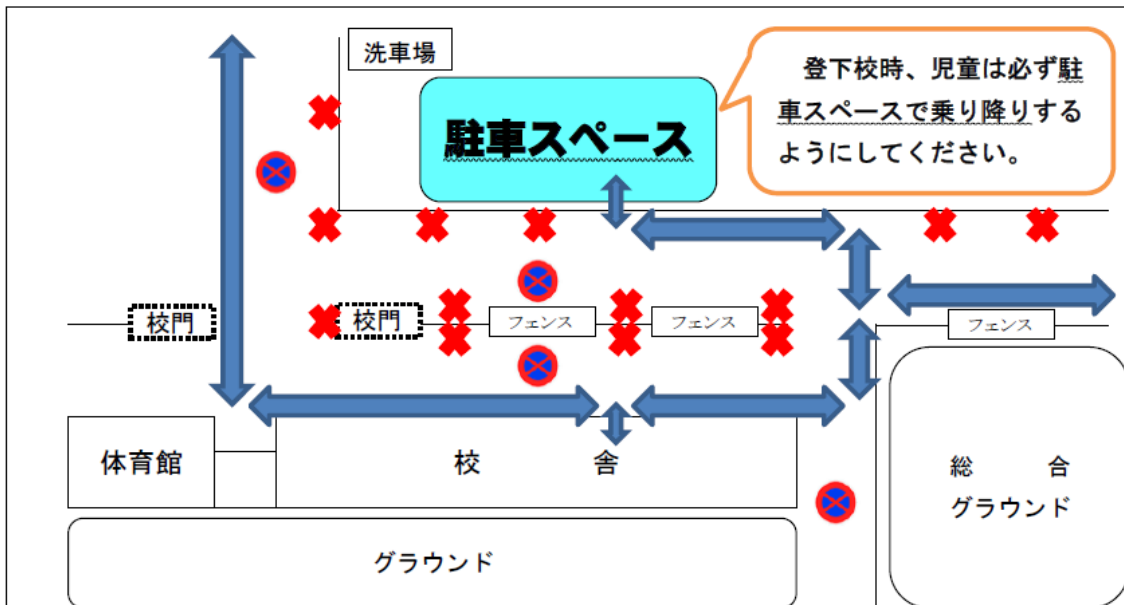 洗車場
登下校時、児童は必ず駐
車スペースで乗り降りする
ようにしてください。
駐車スペース
校門
校門
フェンス
フェンス
フェンス
体育館
校　舎
総　合
グラウンド
グラウンド